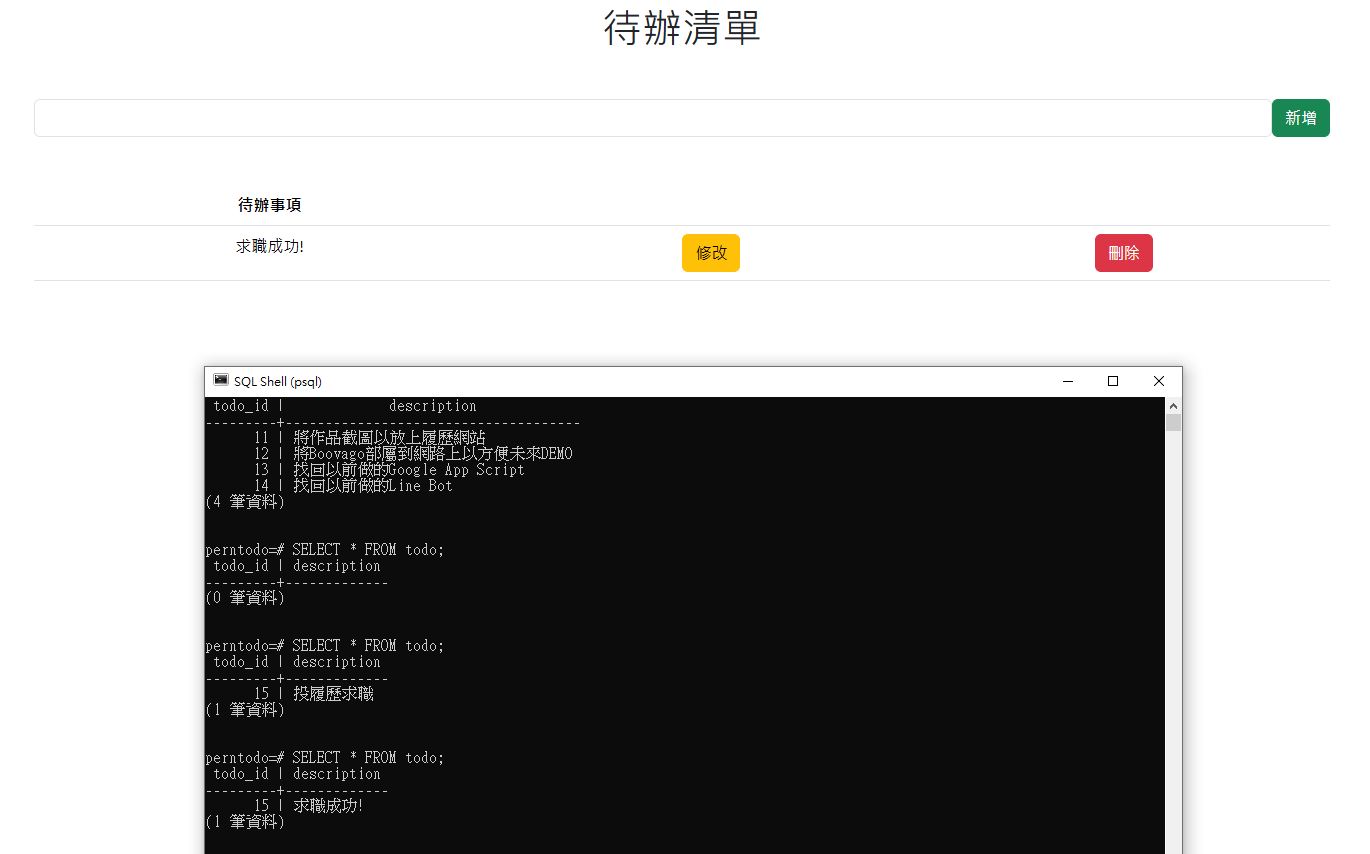 待辦清單
新增
待辦事項
求職成功! 修改 刪除
SQL Shell (psql)
todo_id | description
---------+----------------------------------
11 | 將作品截圖以放上履歷網站
12 | 將Boovago部屬到網路上以方便未來DEMO
13 | 找回以前做的Google App Script
14 | 找回以前做的Line Bot
(4 筆資料)
perntodo=# SELECT * FROM todo;
todo_id | description
---------+-------------
(0 筆資料)
perntodo=# SELECT * FROM todo;
todo_id | description
---------+-------------
15 | 投履歷求職
(1 筆資料)
perntodo=# SELECT * FROM todo;
todo_id | description
---------+-------------
15 | 求職成功!
(1 筆資料)